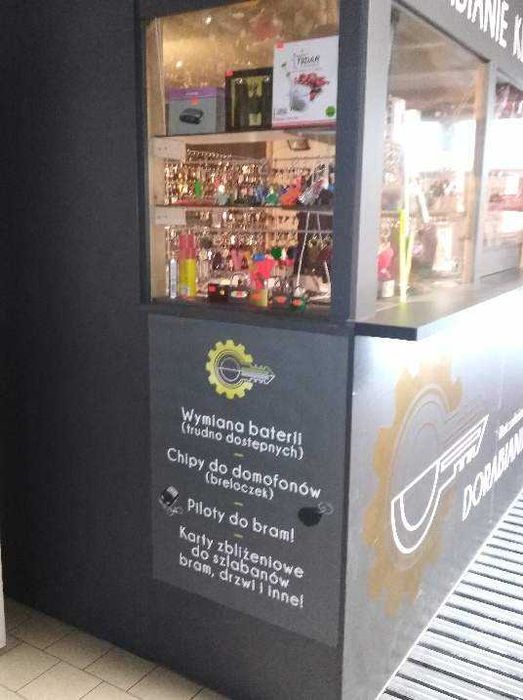 Wymiana baterii
(trudno dostępnych)
Chipy do domofonów
(breloczek)
Piloty do bram!
Karty zbliżeniowe
do szlabanów
bram, drzwi i inne!